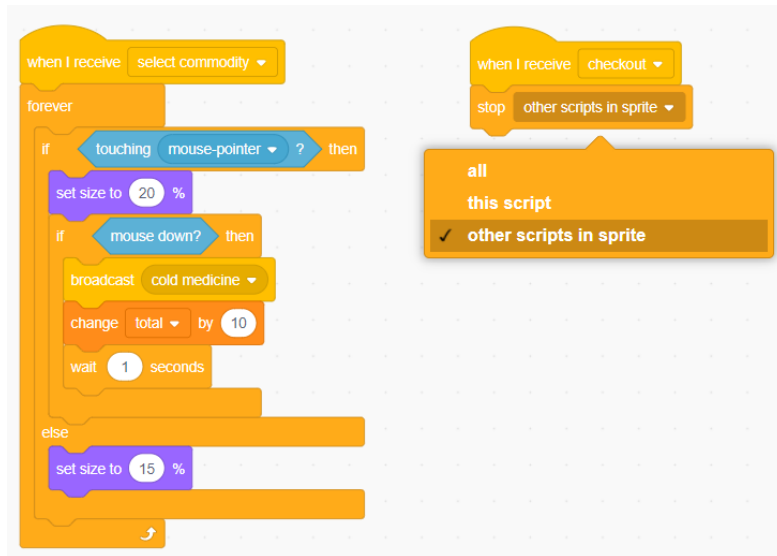 when I receive select commodity
forever
if touching mouse-pointer ? then
set size to 20 %
if mouse down? then
broadcast cold medicine
change total by 10
wait 1 seconds
else
set size to 15 %
when I receive checkout
stop other scripts in sprite
all
this script
✓ other scripts in sprite